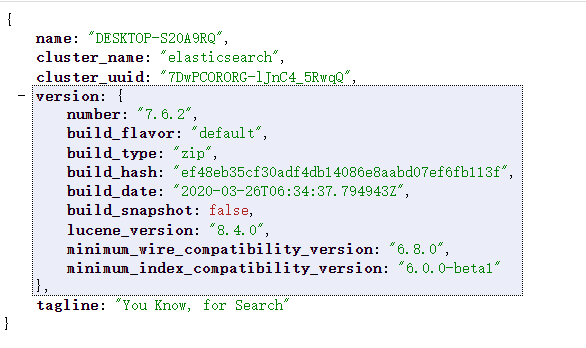 {
name: "DESKTOP-S20A9RQ",
cluster_name: "elasticsearch",
cluster_uuid: "7DwPCORORG-lJnC4_5RwqQ",
- version: {
number: "7.6.2",
build_flavor: "default",
build_type: "zip",
build_hash: "ef48eb35cf30adf4db14086e8aabd07ef6fb113f",
build_date: "2020-03-26T06:34:37.794943Z",
build_snapshot: false,
lucene_version: "8.4.0",
minimum_wire_compatibility_version: "6.8.0",
minimum_index_compatibility_version: "6.0.0-beta1"
},
tagline: "You Know, for Search"
}